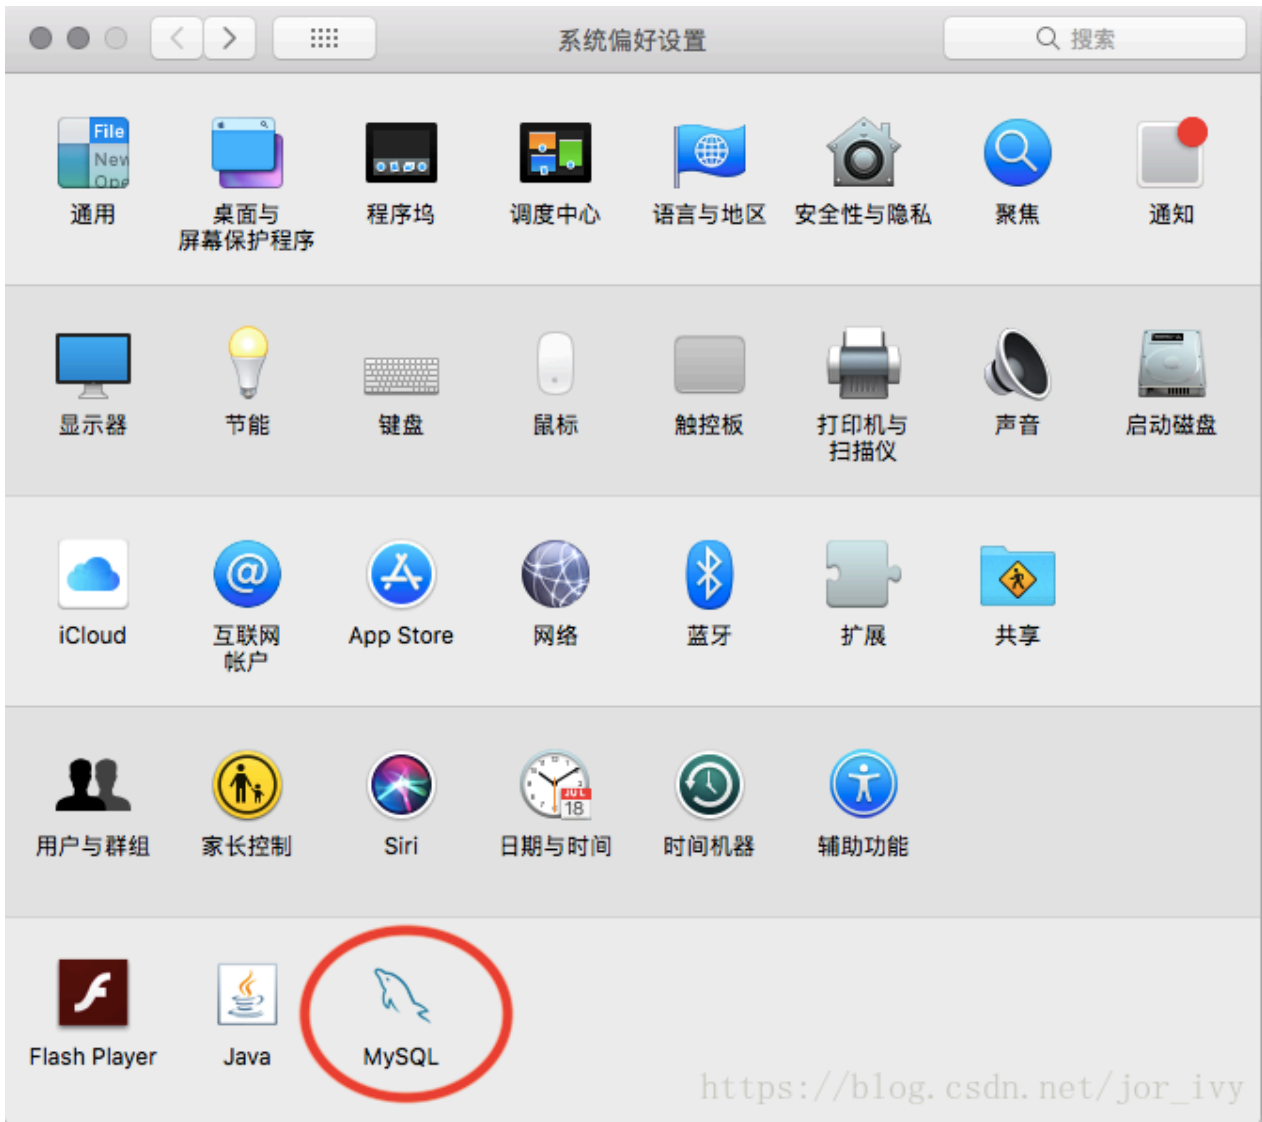 系统偏好设置
搜索
File
New
Ope
通用
桌面与
屏幕保护程序
程序坞
调度中心
语言与地区
安全性与隐私
聚焦
通知
显示器
节能
键盘
鼠标
触控板
打印机与
扫描仪
声音
启动磁盘
iCloud
互联网
帐户
App Store
网络
蓝牙
扩展
共享
JUL
18
用户与群组
家长控制
Siri
日期与时间
时间机器
辅助功能
Flash Player
Java
MySQL
https://blog.csdn.net/jor_ivy